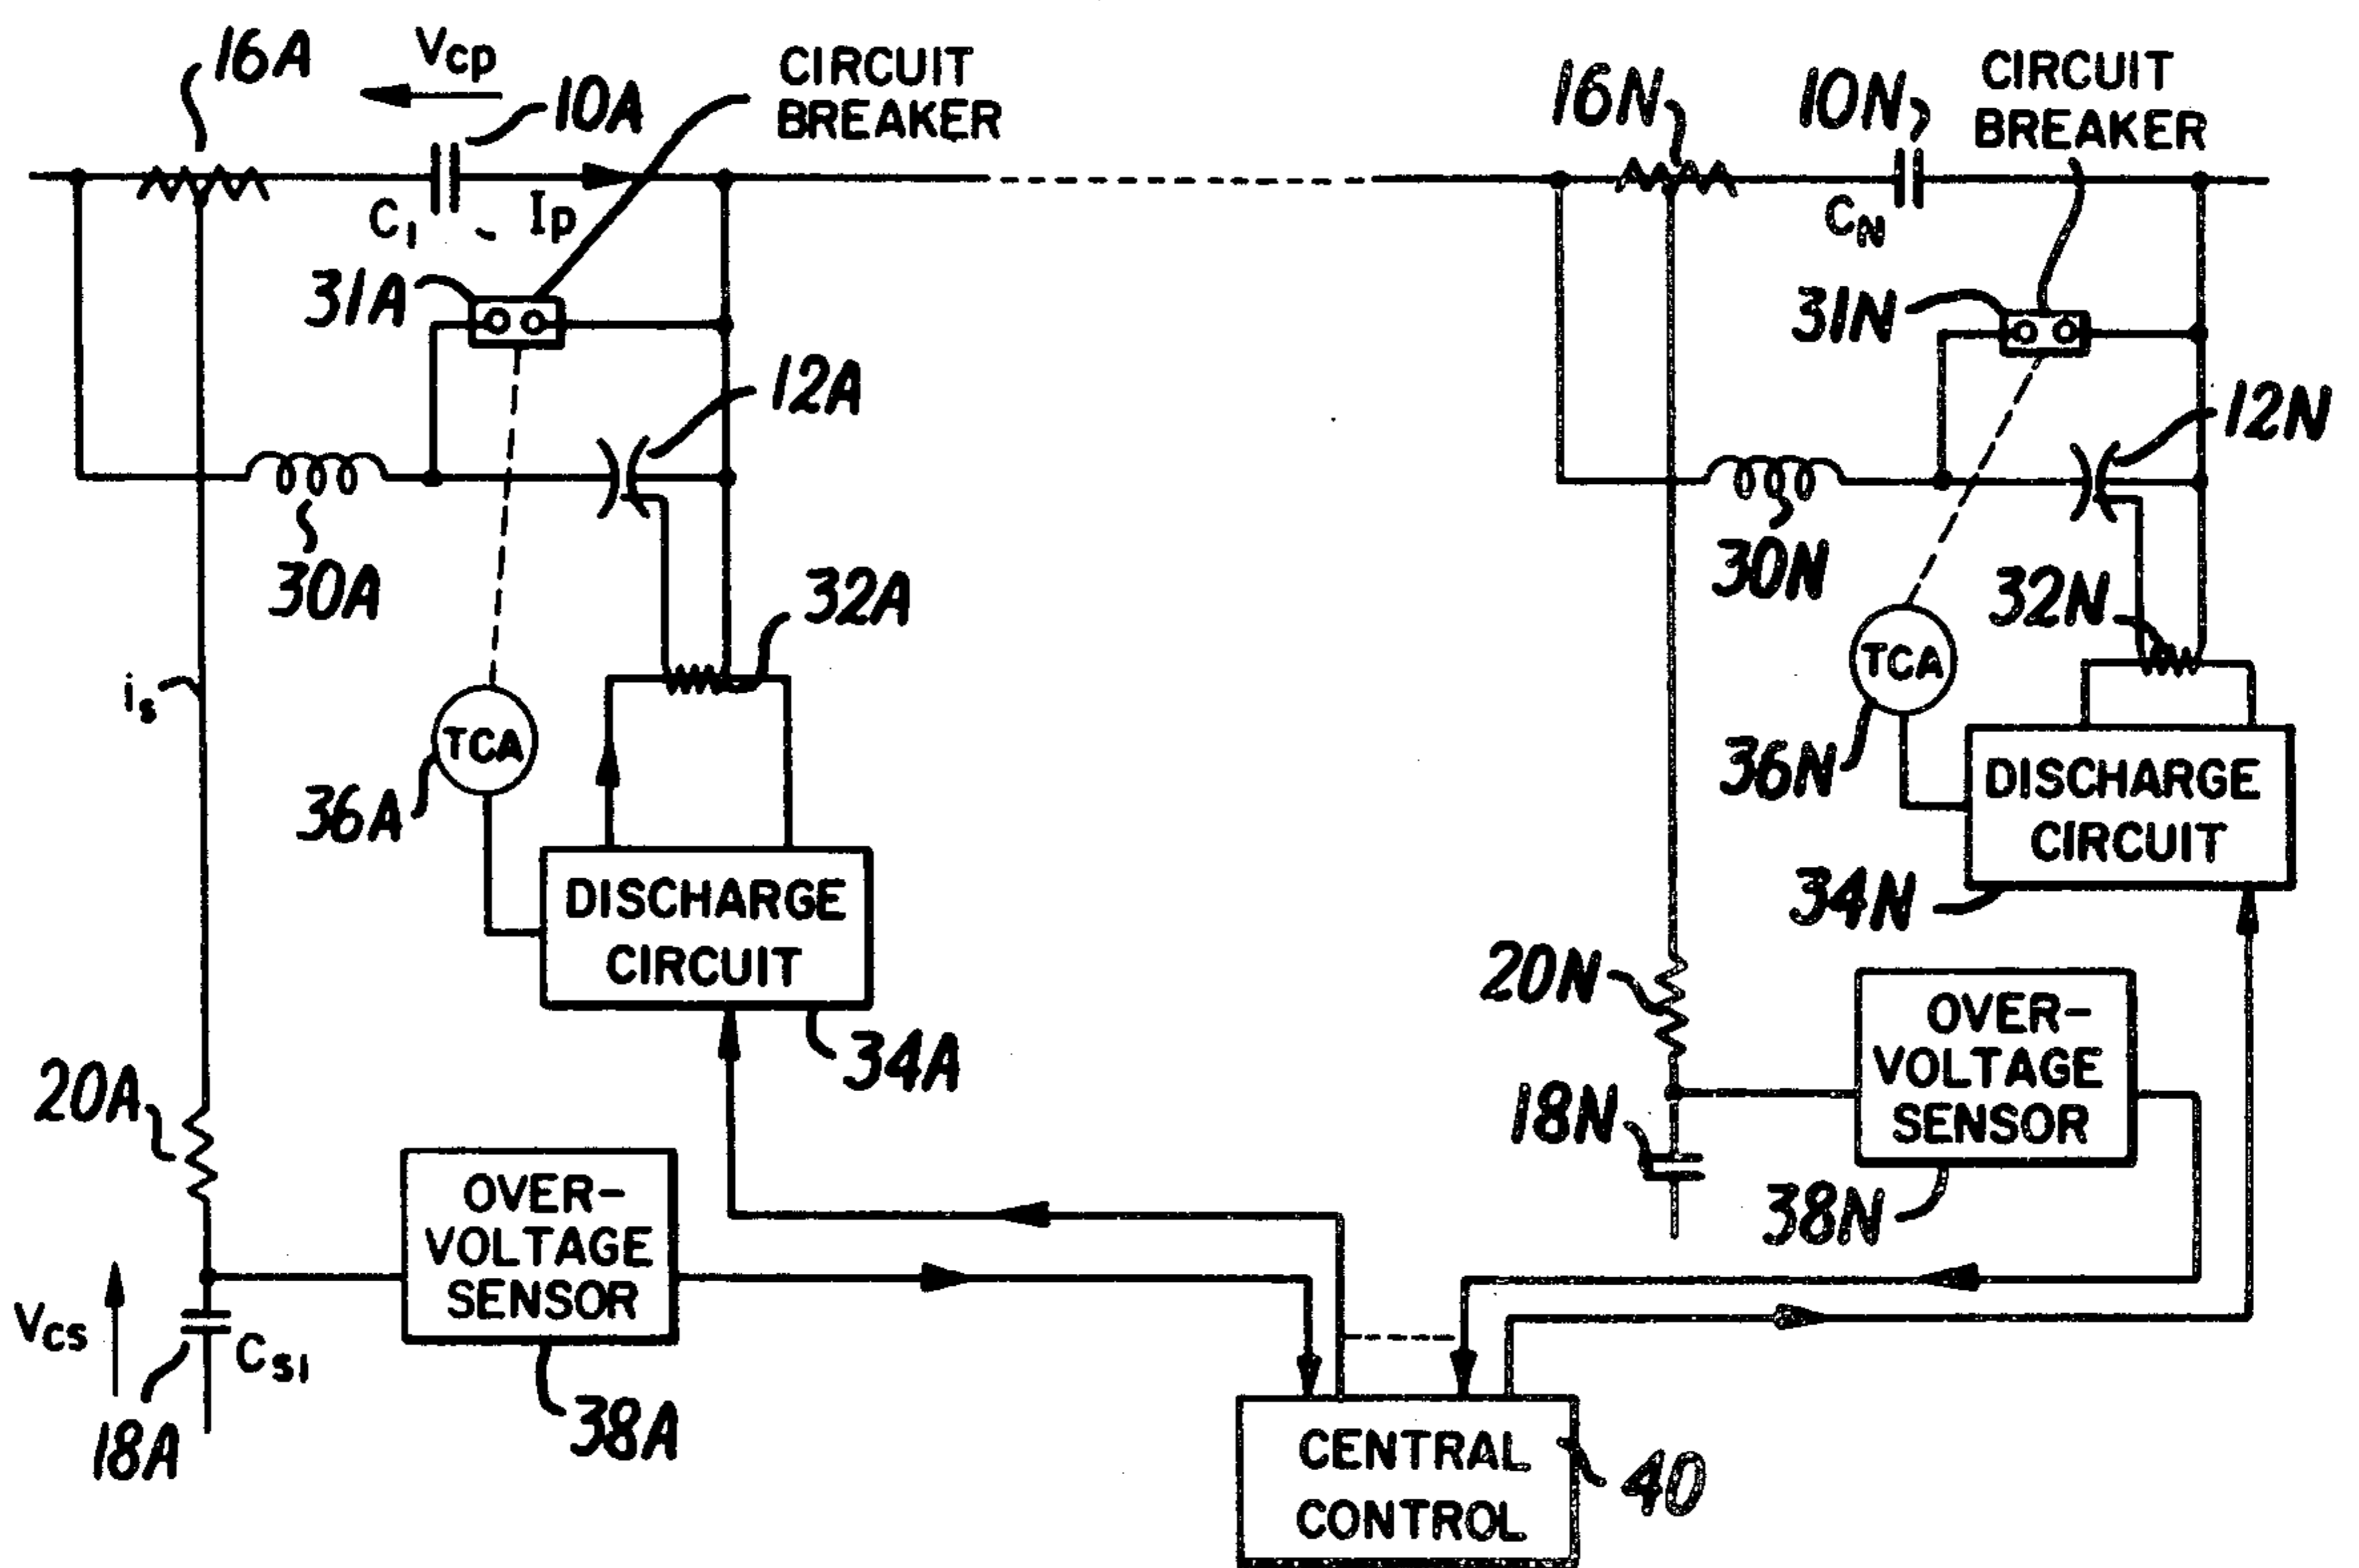 16A
Vcp
10A
CIRCUIT
BREAKER
16N
10N
CIRCUIT
BREAKER
C1
Ip
CN
31A
31N
12A
12N
30A
30N
32A
32N
is
TCA
TCA
36A
36N
DISCHARGE
CIRCUIT
DISCHARGE
CIRCUIT
34A
34N
20A
20N
OVER-
VOLTAGE
SENSOR
18N
OVER-
VOLTAGE
SENSOR
38N
Vcs
Cs1
18A
38A
CENTRAL
CONTROL
40